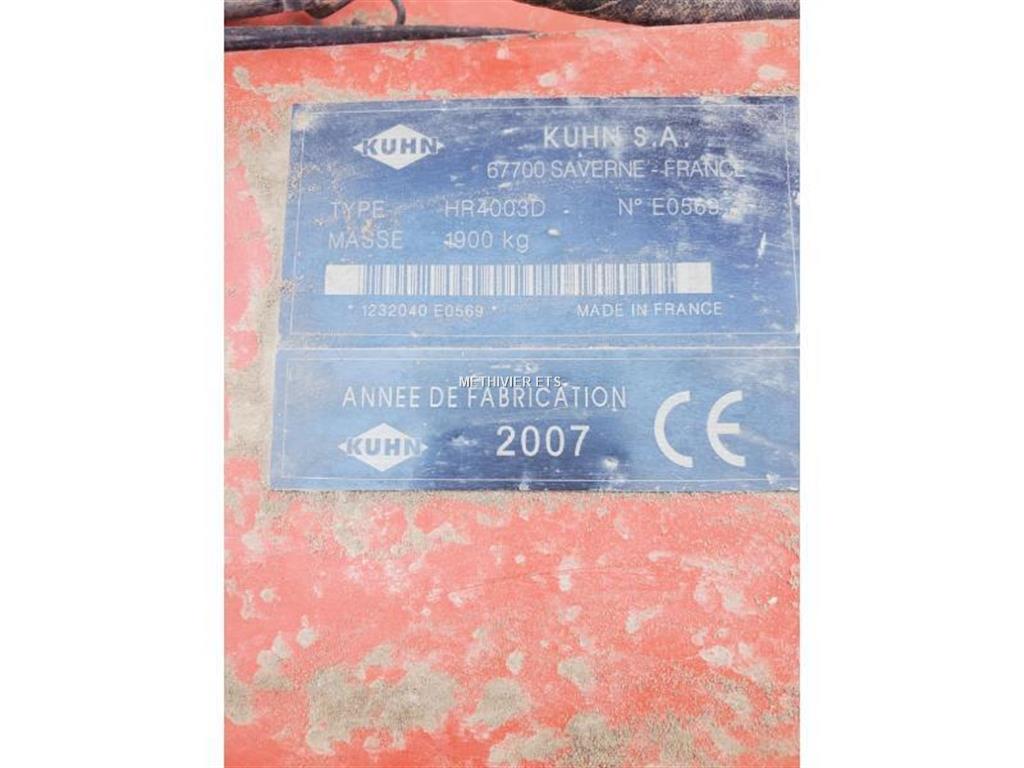 KUHN
KUHN S.A.
67700 SAVERNE - FRANCE
TYPE HR4003D N° E0569
MASSE 1900 kg
* 1232040 E0569 * MADE IN FRANCE
METHIVIER ETS
ANNEE DE FABRICATION
KUHN 2007 CE